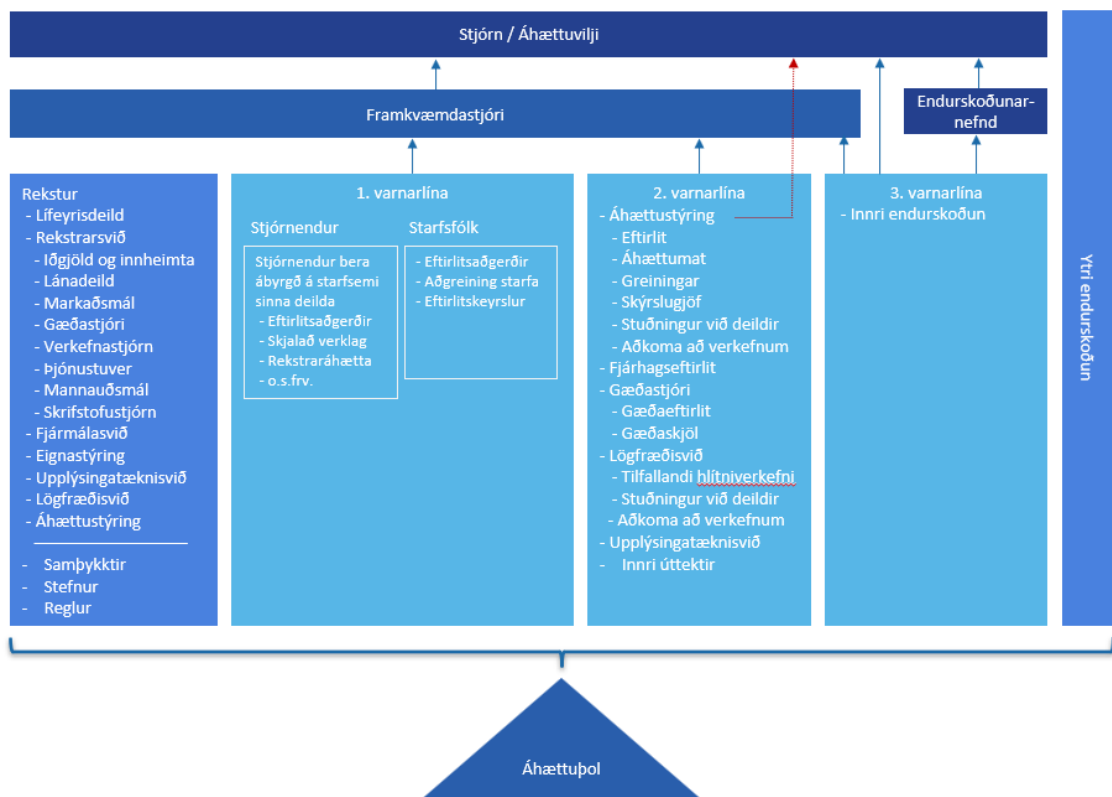 Stjórn / Áhættuvilji
Framkvæmdastjóri
Endurskoðunar-
nefnd
Ytri endurskoðun
Rekstur
- Lífeyrisdeild
- Rekstrarsvið
- Iðgjöld og innheimta
- Lánadeild
- Markaðsmál
- Gæðastjóri
- Verkefnastjórn
- Þjónustuver
- Mannauðsmál
- Skrifstofustjórn
- Fjármálasvið
- Eignastýring
- Upplýsingatæknisvið
- Lögfræðisvið
- Áhættustýring
- Samþykktir
- Stefnur
- Reglur
1. varnarlína
Stjórnendur
Stjórnendur bera
ábyrgð á starfsemi
sinna deilda
- Eftirlitsaðgerðir
- Skjalað verklag
- Rekstraráhætta
- o.s.frv.
Starfsfólk
- Eftirlitsaðgerðir
- Aðgreining starfa
- Eftirlitskeyrslur
2. varnarlína
- Áhættustýring
- Eftirlit
- Áhættumat
- Greiningar
- Skýrslugjöf
- Stuðningur við deildir
- Aðkoma að verkefnum
- Fjárhagseftirlit
- Gæðastjóri
- Gæðaeftirlit
- Gæðaskjöl
- Lögfræðisvið
- Tilfallandi hlítniverkefni
- Stuðningur við deildir
- Aðkoma að verkefnum
- Upplýsingatæknisvið
- Innri úttektir
3. varnarlína
- Innri endurskoðun
Áhættuþol